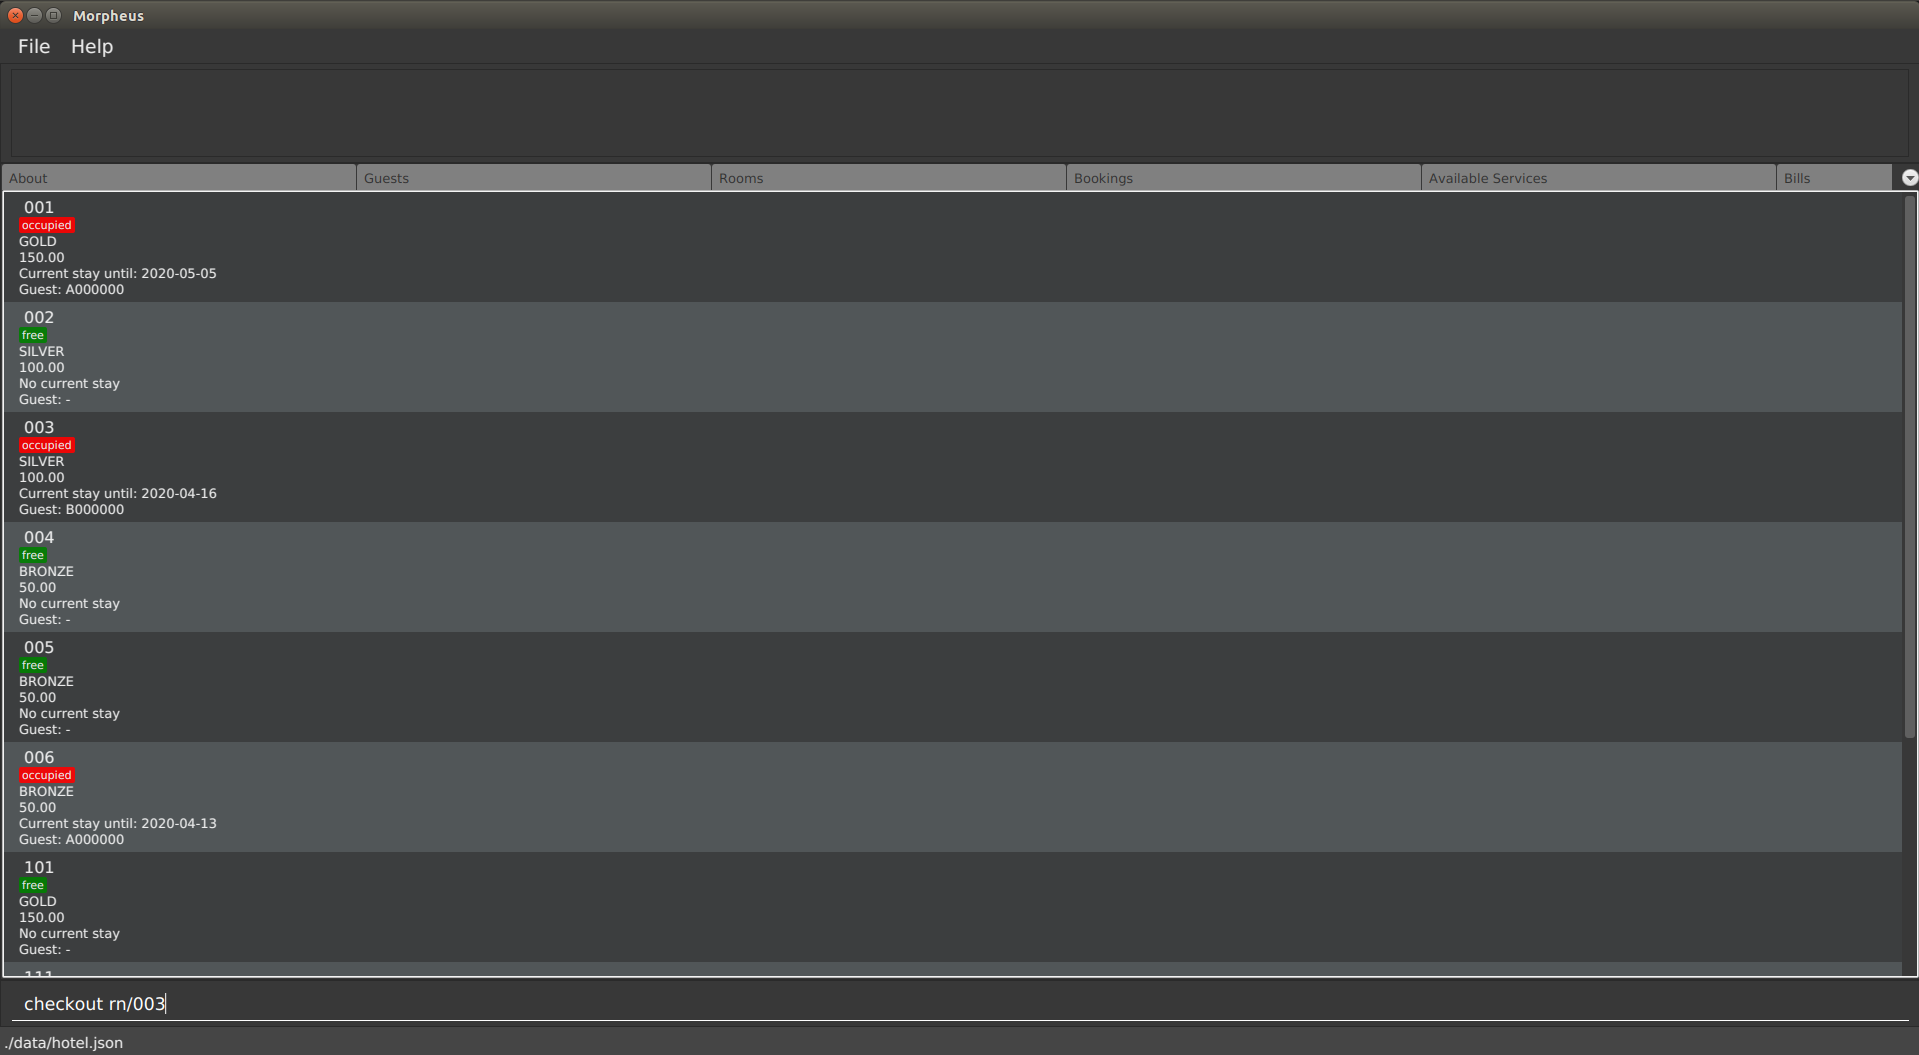 Morpheus
File Help
About Guests Rooms Bookings Available Services Bills
001
occupied
GOLD
150.00
Current stay until: 2020-05-05
Guest: A000000
002
free
SILVER
100.00
No current stay
Guest: -
003
occupied
SILVER
100.00
Current stay until: 2020-04-16
Guest: B000000
004
free
BRONZE
50.00
No current stay
Guest: -
005
free
BRONZE
50.00
No current stay
Guest: -
006
occupied
BRONZE
50.00
Current stay until: 2020-04-13
Guest: A000000
101
free
GOLD
150.00
No current stay
Guest: -
111
checkout rn/003
./data/hotel.json